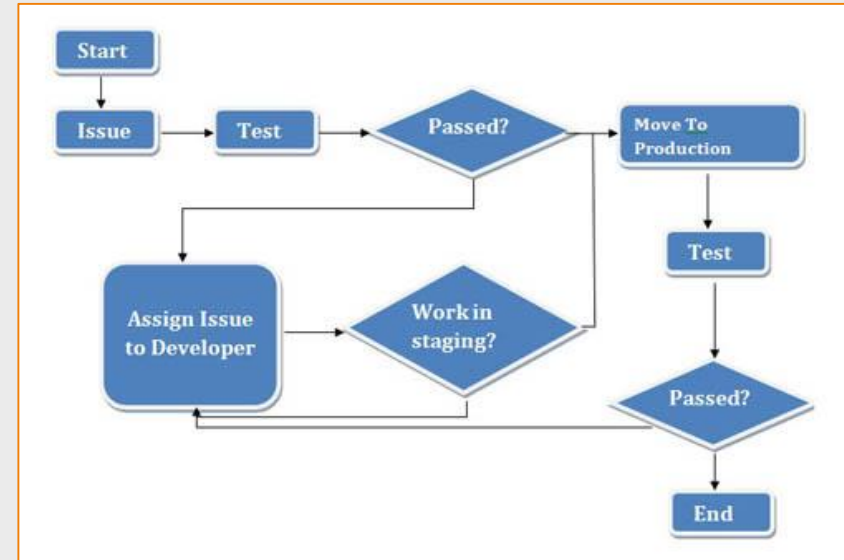 Start
Issue
Test
Passed?
Move To
Production
Test
Assign Issue
to Developer
Work in
staging?
Passed?
End